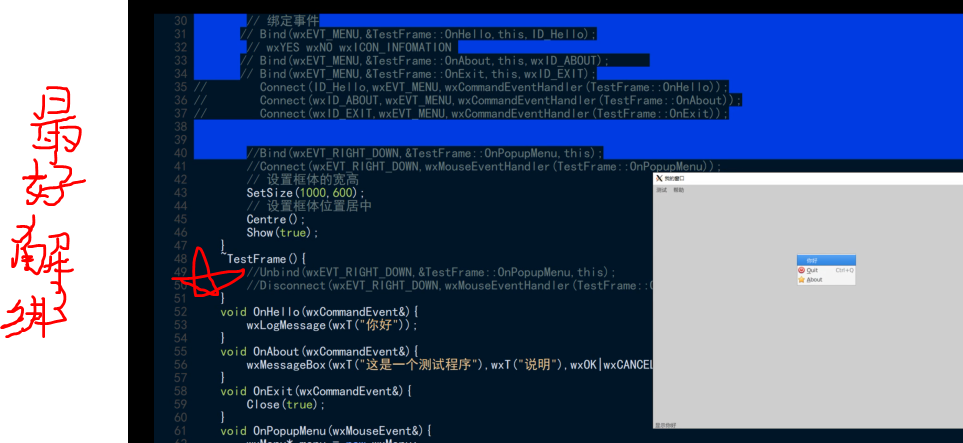 最好解绑
30 // 绑定事件
31 // Bind(wxEVT_MENU,&TestFrame::OnHello,this,ID_Hello);
32 // wxYES wxNO wxICON_INFOMATION
33 // Bind(wxEVT_MENU,&TestFrame::OnAbout,this,wxID_ABOUT);
34 // Bind(wxEVT_MENU,&TestFrame::OnExit,this,wxID_EXIT);
35 // Connect(ID_Hello,wxEVT_MENU,wxCommandEventHandler(TestFrame::OnHello));
36 // Connect(wxID_ABOUT,wxEVT_MENU,wxCommandEventHandler(TestFrame::OnAbout));
37 // Connect(wxID_EXIT,wxEVT_MENU,wxCommandEventHandler(TestFrame::OnExit));
38
39
40 //Bind(wxEVT_RIGHT_DOWN,&TestFrame::OnPopupMenu,this);
41 //Connect(wxEVT_RIGHT_DOWN,wxMouseEventHandler(TestFrame::OnPopupMenu));
42 // 设置框体的宽高
43 SetSize(1000,600);
44 // 设置框体位置居中
45 Centre();
46 Show(true);
47 }
48 ~TestFrame(){
49 //Unbind(wxEVT_RIGHT_DOWN,&TestFrame::OnPopupMenu,this);
50 //Disconnect(wxEVT_RIGHT_DOWN,wxMouseEventHandler(TestFrame::
51 }
52 void OnHello(wxCommandEvent&){
53 wxLogMessage(wxT("你好"));
54 }
55 void OnAbout(wxCommandEvent&){
56 wxMessageBox(wxT("这是一个测试程序"),wxT("说明"),wxOK|wxCANCEL
57 }
58 void OnExit(wxCommandEvent&){
59 Close(true);
60 }
61 void OnPopupMenu(wxMouseEvent&){
我的窗口
测试 帮助
你好
Quit Ctrl+Q
About
显示你好